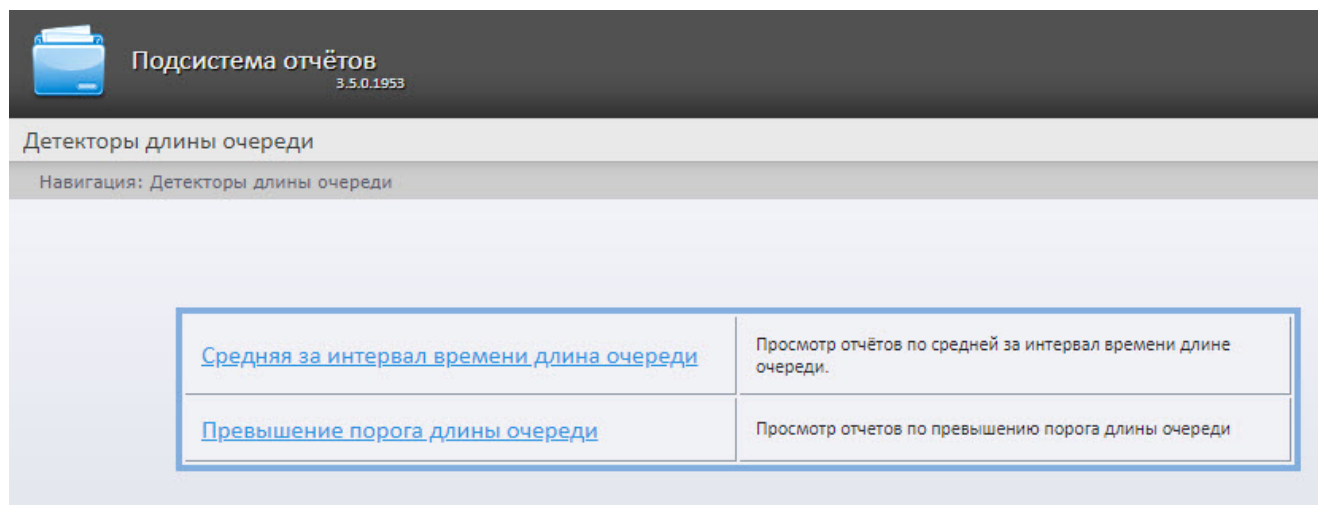 Подсистема отчётов
3.5.0.1953
Детекторы длины очереди
Навигация: Детекторы длины очереди
Средняя за интервал времени длина очереди
Просмотр отчётов по средней за интервал времени длине
очереди.
Превышение порога длины очереди
Просмотр отчетов по превышению порога длины очереди